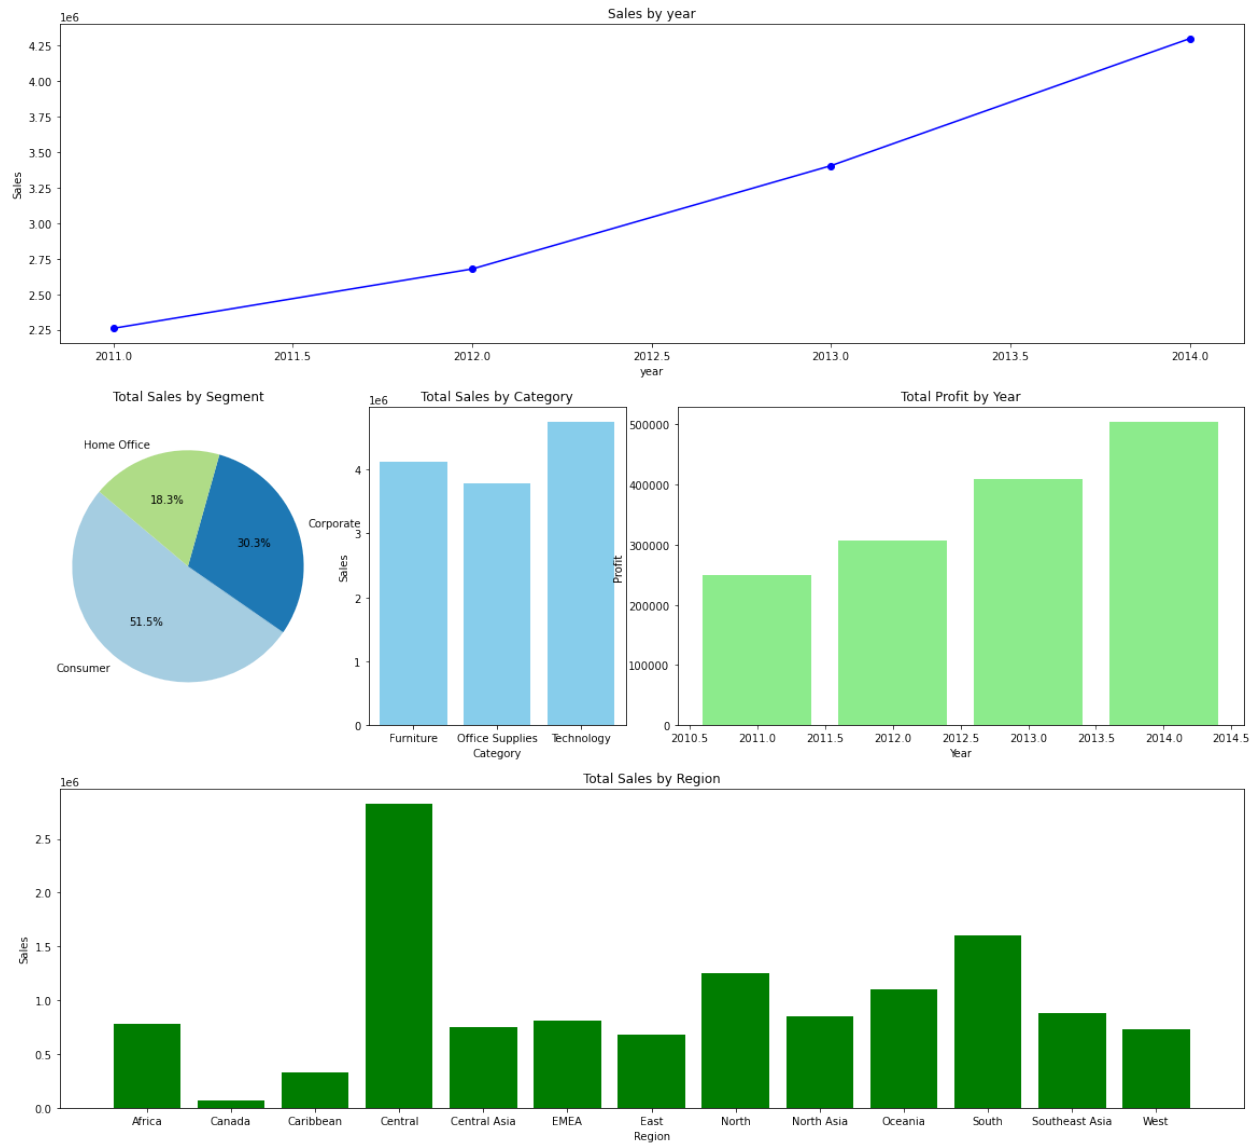 Sales by year
1e6
4.25
4.00
3.75
3.50
3.25
3.00
2.75
2.50
2.25
Sales
2011.0 2011.5 2012.0 2012.5 2013.0 2013.5 2014.0
year
Total Sales by Segment
Home Office
18.3%
Corporate
30.3%
51.5%
Consumer
Total Sales by Category
1e6
4
3
2
1
0
Sales
Furniture Office Supplies Technology
Category
Total Profit by Year
500000
400000
300000
200000
100000
0
Profit
2010.5 2011.0 2011.5 2012.0 2012.5 2013.0 2013.5 2014.0 2014.5
Year
Total Sales by Region
1e6
2.5
2.0
1.5
1.0
0.5
0.0
Sales
Africa Canada Caribbean Central Central Asia EMEA East North North Asia Oceania South Southeast Asia West
Region